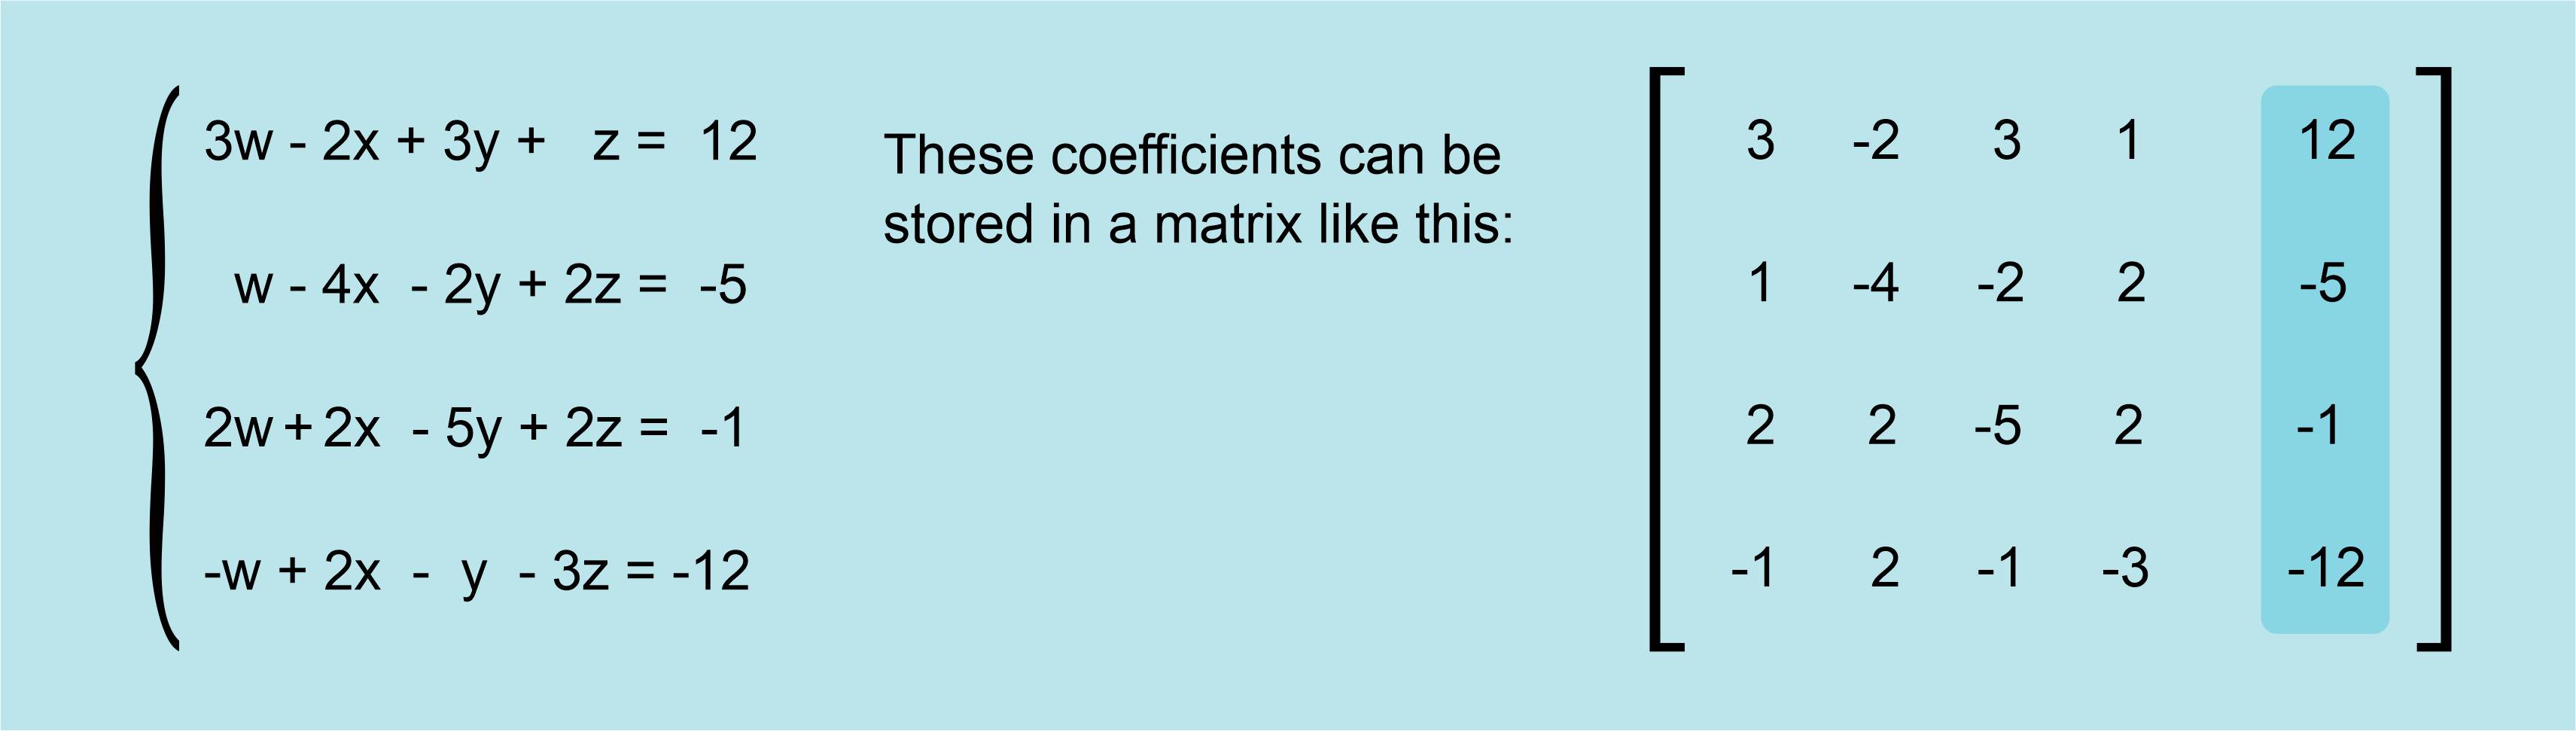 3w - 2x + 3y + z = 12
w - 4x - 2y + 2z = -5
2w + 2x - 5y + 2z = -1
-w + 2x - y - 3z = -12
These coefficients can be
stored in a matrix like this:
3 -2 3 1 12
1 -4 -2 2 -5
2 2 -5 2 -1
-1 2 -1 -3 -12